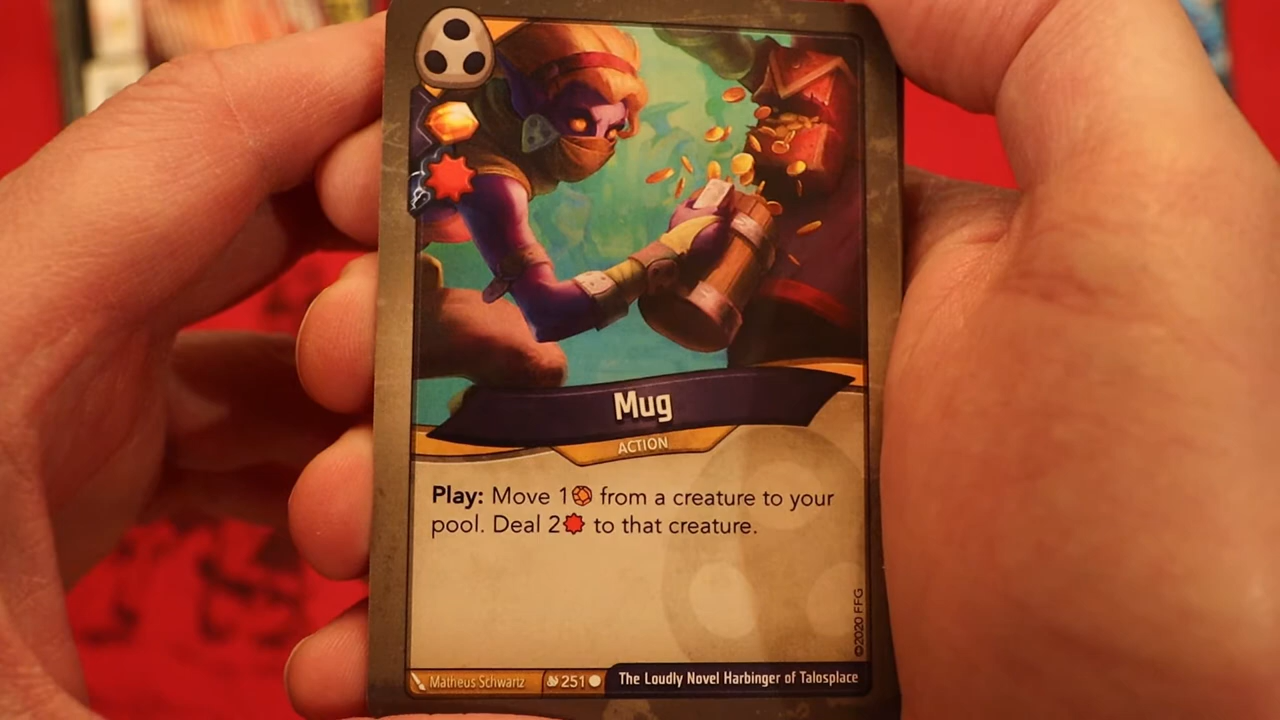 Mug
ACTION
Play: Move 1 from a creature to your
pool. Deal 2 to that creature.
©2020 FFG
Matheus Schwartz
251
The Loudly Novel Harbinger of Talosplace